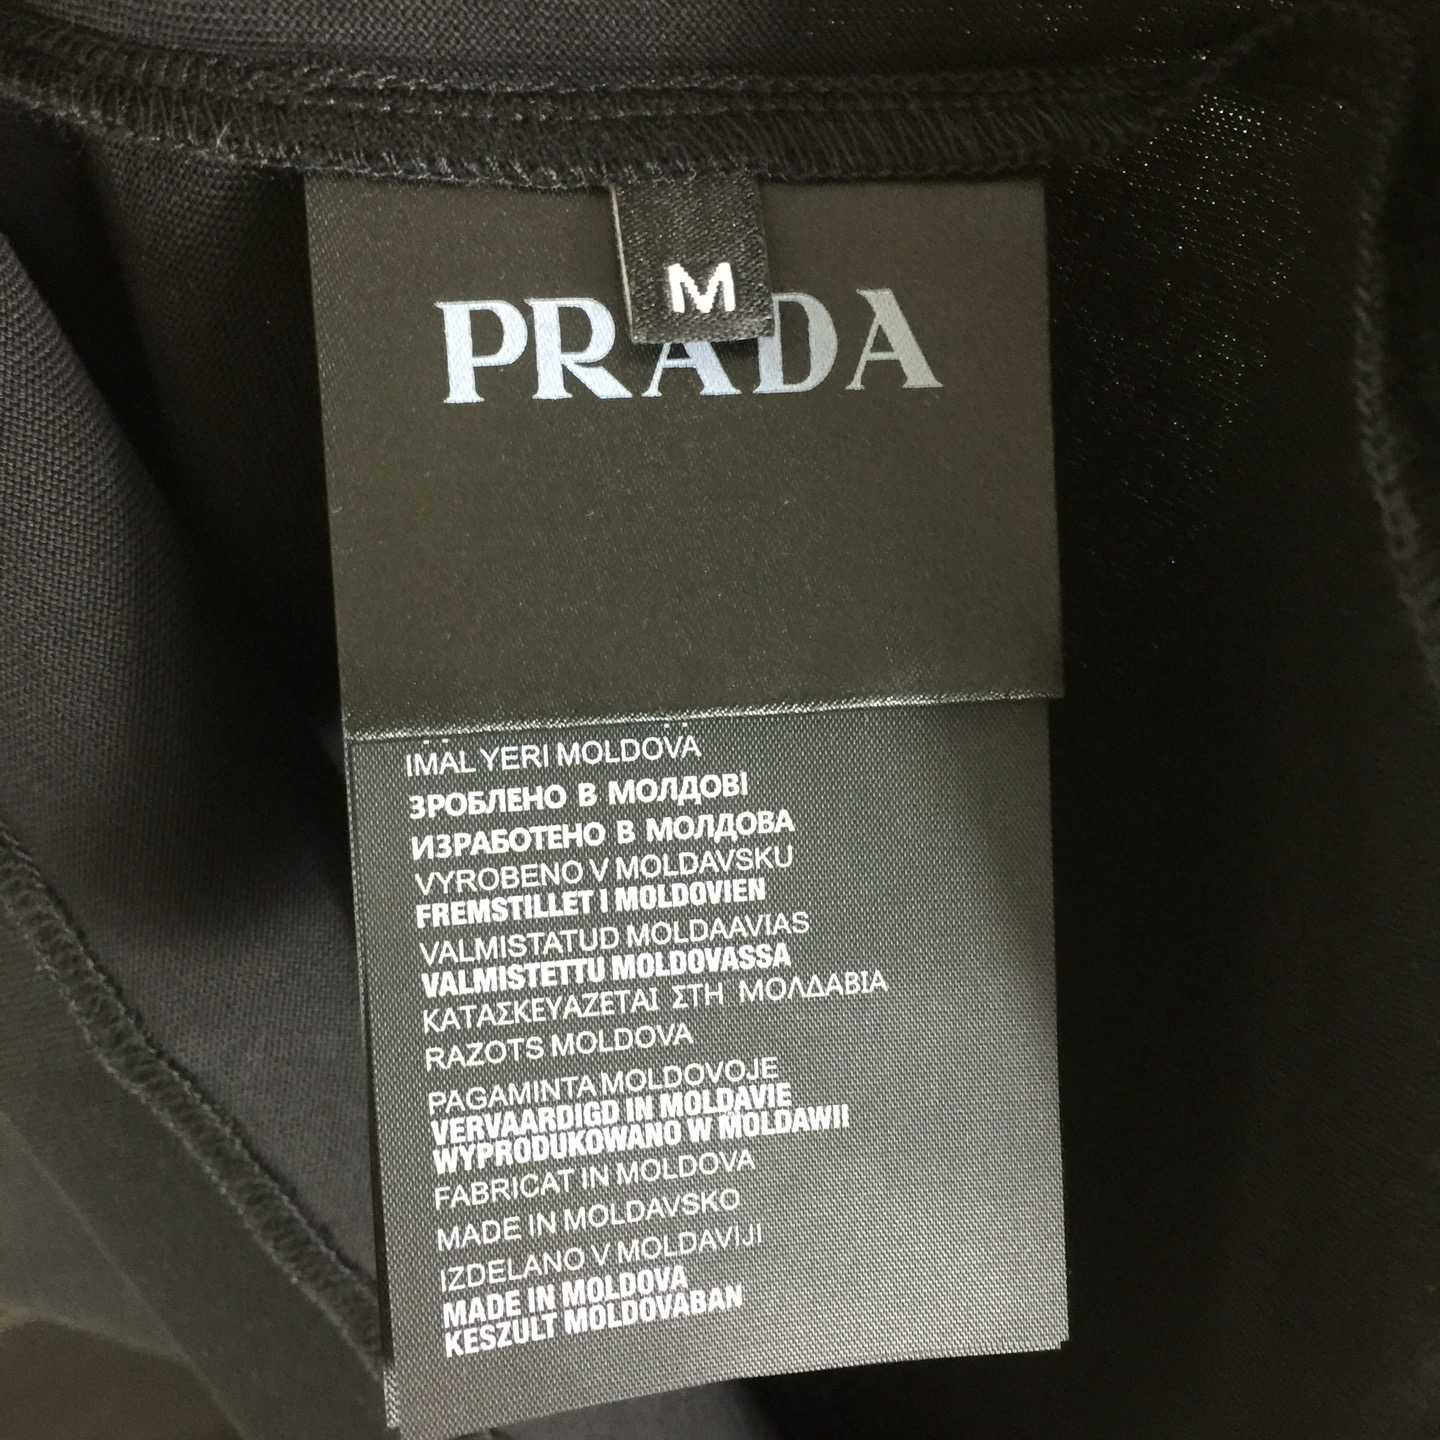 M
PRADA
IMAL YERI MOLDOVA
ЗРОБЛЕНО В МОЛДОВІ
ИЗРАБОТЕНО В МОЛДОВА
VYROBENO V MOLDAVSKU
FREMSTILLET I MOLDOVIEN
VALMISTATUD MOLDAAVIAS
VALMISTETTU MOLDOVASSA
ΚΑΤΑΣΚΕΥΑΖΕΤΑΙ ΣΤΗ ΜΟΛΔΑΒΙΑ
RAZOTS MOLDOVA
PAGAMINTA MOLDOVOJE
VERVAARDIGD IN MOLDAVIE
WYPRODUKOWANO W MOLDAWII
FABRICAT IN MOLDOVA
MADE IN MOLDAVSKO
IZDELANO V MOLDAVIJI
MADE IN MOLDOVA
KESZULT MOLDOVABAN